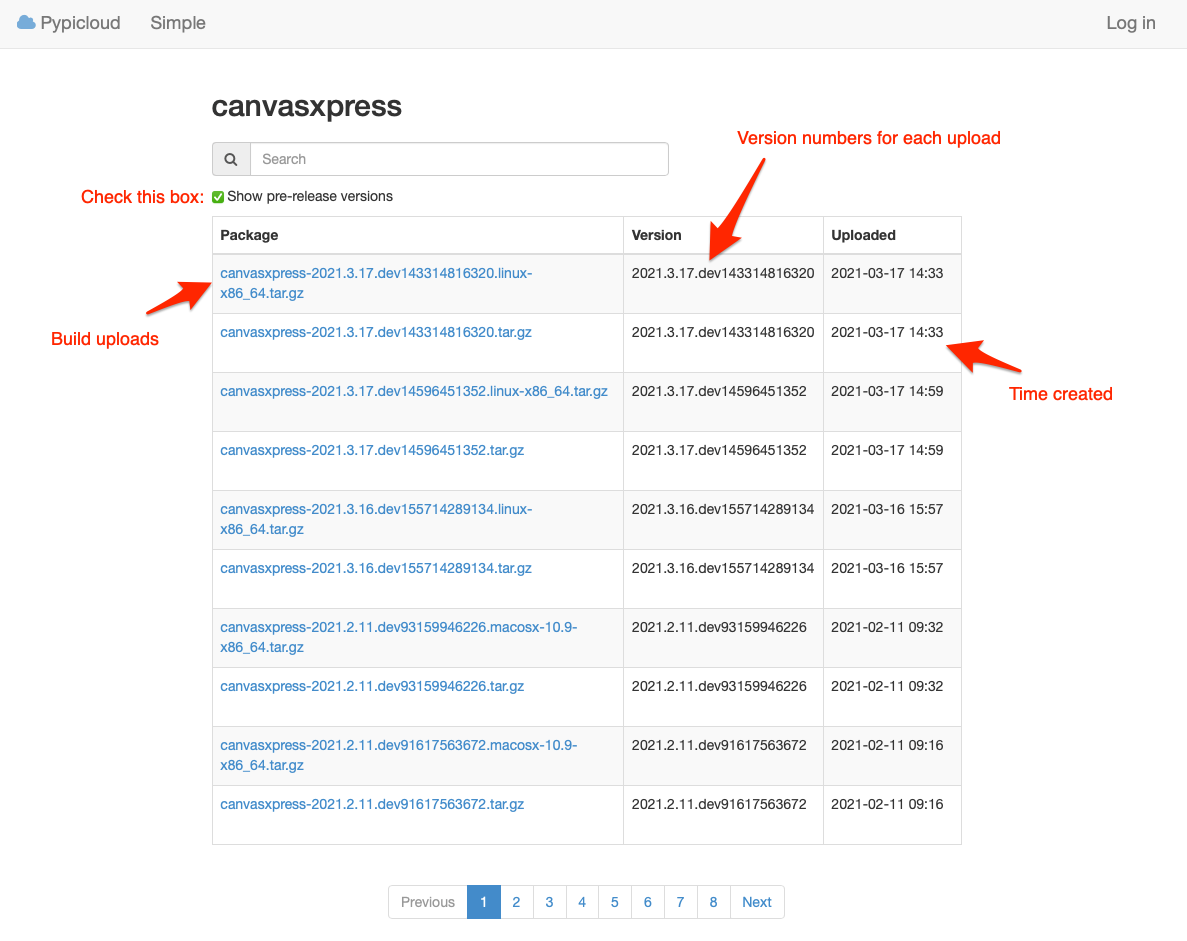 Pypicloud Simple Log in
canvasxpress
Version numbers for each upload
Search
Check this box: Show pre-release versions
Package Version Uploaded
canvasxpress-2021.3.17.dev143314816320.linux- 2021.3.17.dev143314816320 2021-03-17 14:33
x86_64.tar.gz
Build uploads
canvasxpress-2021.3.17.dev143314816320.tar.gz 2021.3.17.dev143314816320 2021-03-17 14:33
canvasxpress-2021.3.17.dev14596451352.linux-x86_64.tar.gz 2021.3.17.dev14596451352 2021-03-17 14:59
Time created
canvasxpress-2021.3.17.dev14596451352.tar.gz 2021.3.17.dev14596451352 2021-03-17 14:59
canvasxpress-2021.3.16.dev155714289134.linux- 2021.3.16.dev155714289134 2021-03-16 15:57
x86_64.tar.gz
canvasxpress-2021.3.16.dev155714289134.tar.gz 2021.3.16.dev155714289134 2021-03-16 15:57
canvasxpress-2021.2.11.dev93159946226.macosx-10.9- 2021.2.11.dev93159946226 2021-02-11 09:32
x86_64.tar.gz
canvasxpress-2021.2.11.dev93159946226.tar.gz 2021.2.11.dev93159946226 2021-02-11 09:32
canvasxpress-2021.2.11.dev91617563672.macosx-10.9- 2021.2.11.dev91617563672 2021-02-11 09:16
x86_64.tar.gz
canvasxpress-2021.2.11.dev91617563672.tar.gz 2021.2.11.dev91617563672 2021-02-11 09:16
Previous 1 2 3 4 5 6 7 8 Next